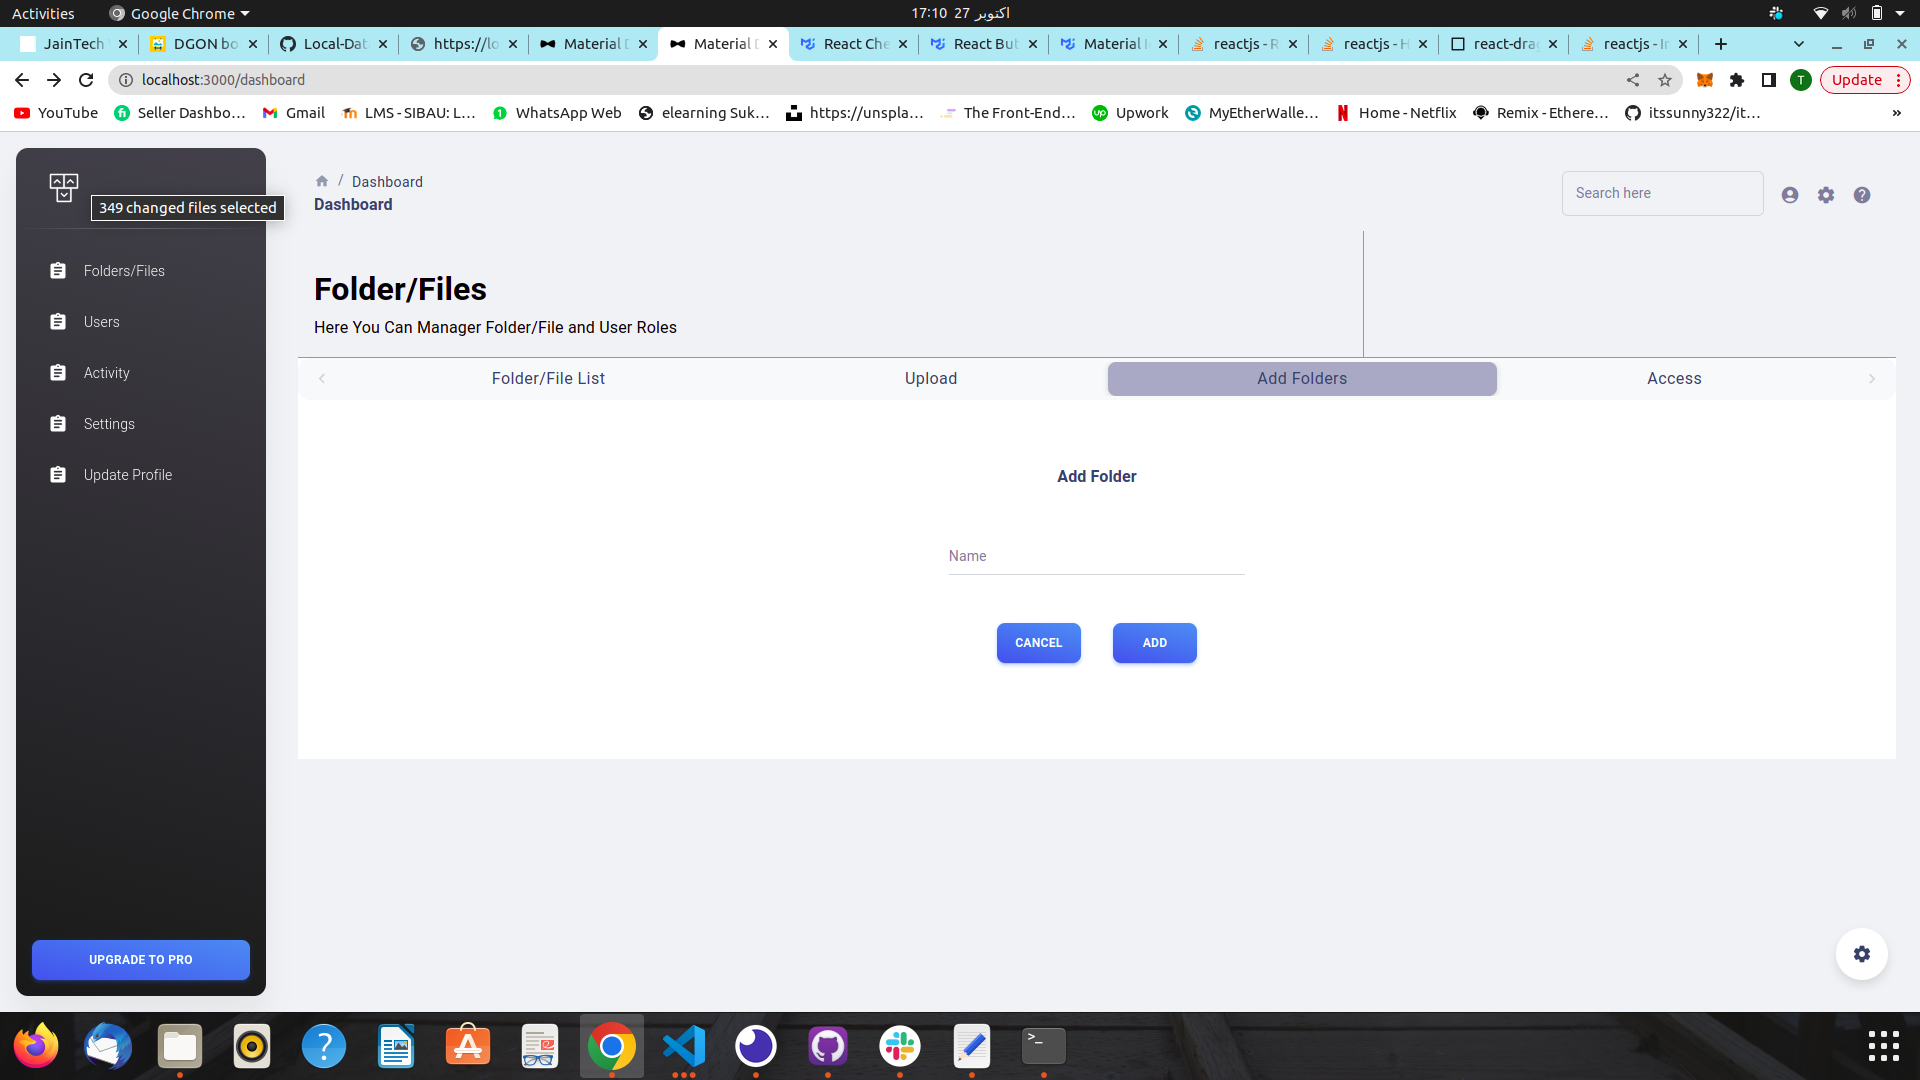 Activities
Google Chrome
17:10 27 اکتوبر
JainTech
DGON bo
Local-Dat
https://lo
Material D
Material D
React Che
React But
Material I
reactjs - R
reactjs - H
react-dra
reactjs - In
localhost:3000/dashboard
T
Update
YouTube
Seller Dashbo...
Gmail
LMS - SIBAU: L...
WhatsApp Web
elearning Suk...
https://unspla...
The Front-End...
Upwork
MyEtherWalle...
Home - Netflix
Remix - Ethere...
itssunny322/it...
»
349 changed files selected
Folders/Files
Users
Activity
Settings
Update Profile
UPGRADE TO PRO
/ Dashboard
Dashboard
Search here
Folder/Files
Here You Can Manager Folder/File and User Roles
Folder/File List
Upload
Add Folders
Access
Add Folder
Name
CANCEL
ADD